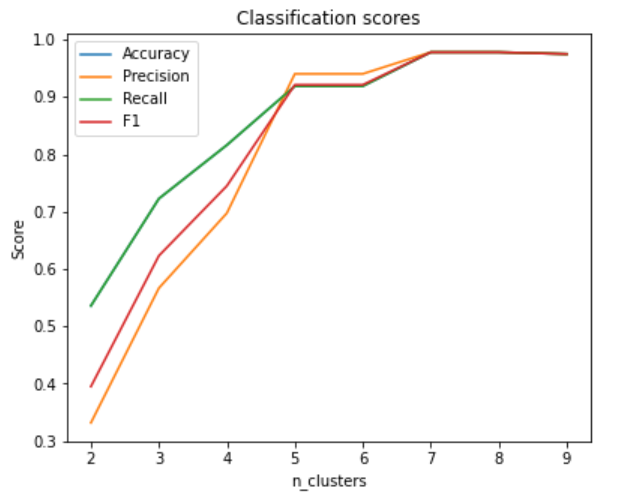 Classification scores
1.0
0.9
0.8
0.7
0.6
0.5
0.4
0.3
Score
Accuracy
Precision
Recall
F1
2 3 4 5 6 7 8 9
n_clusters